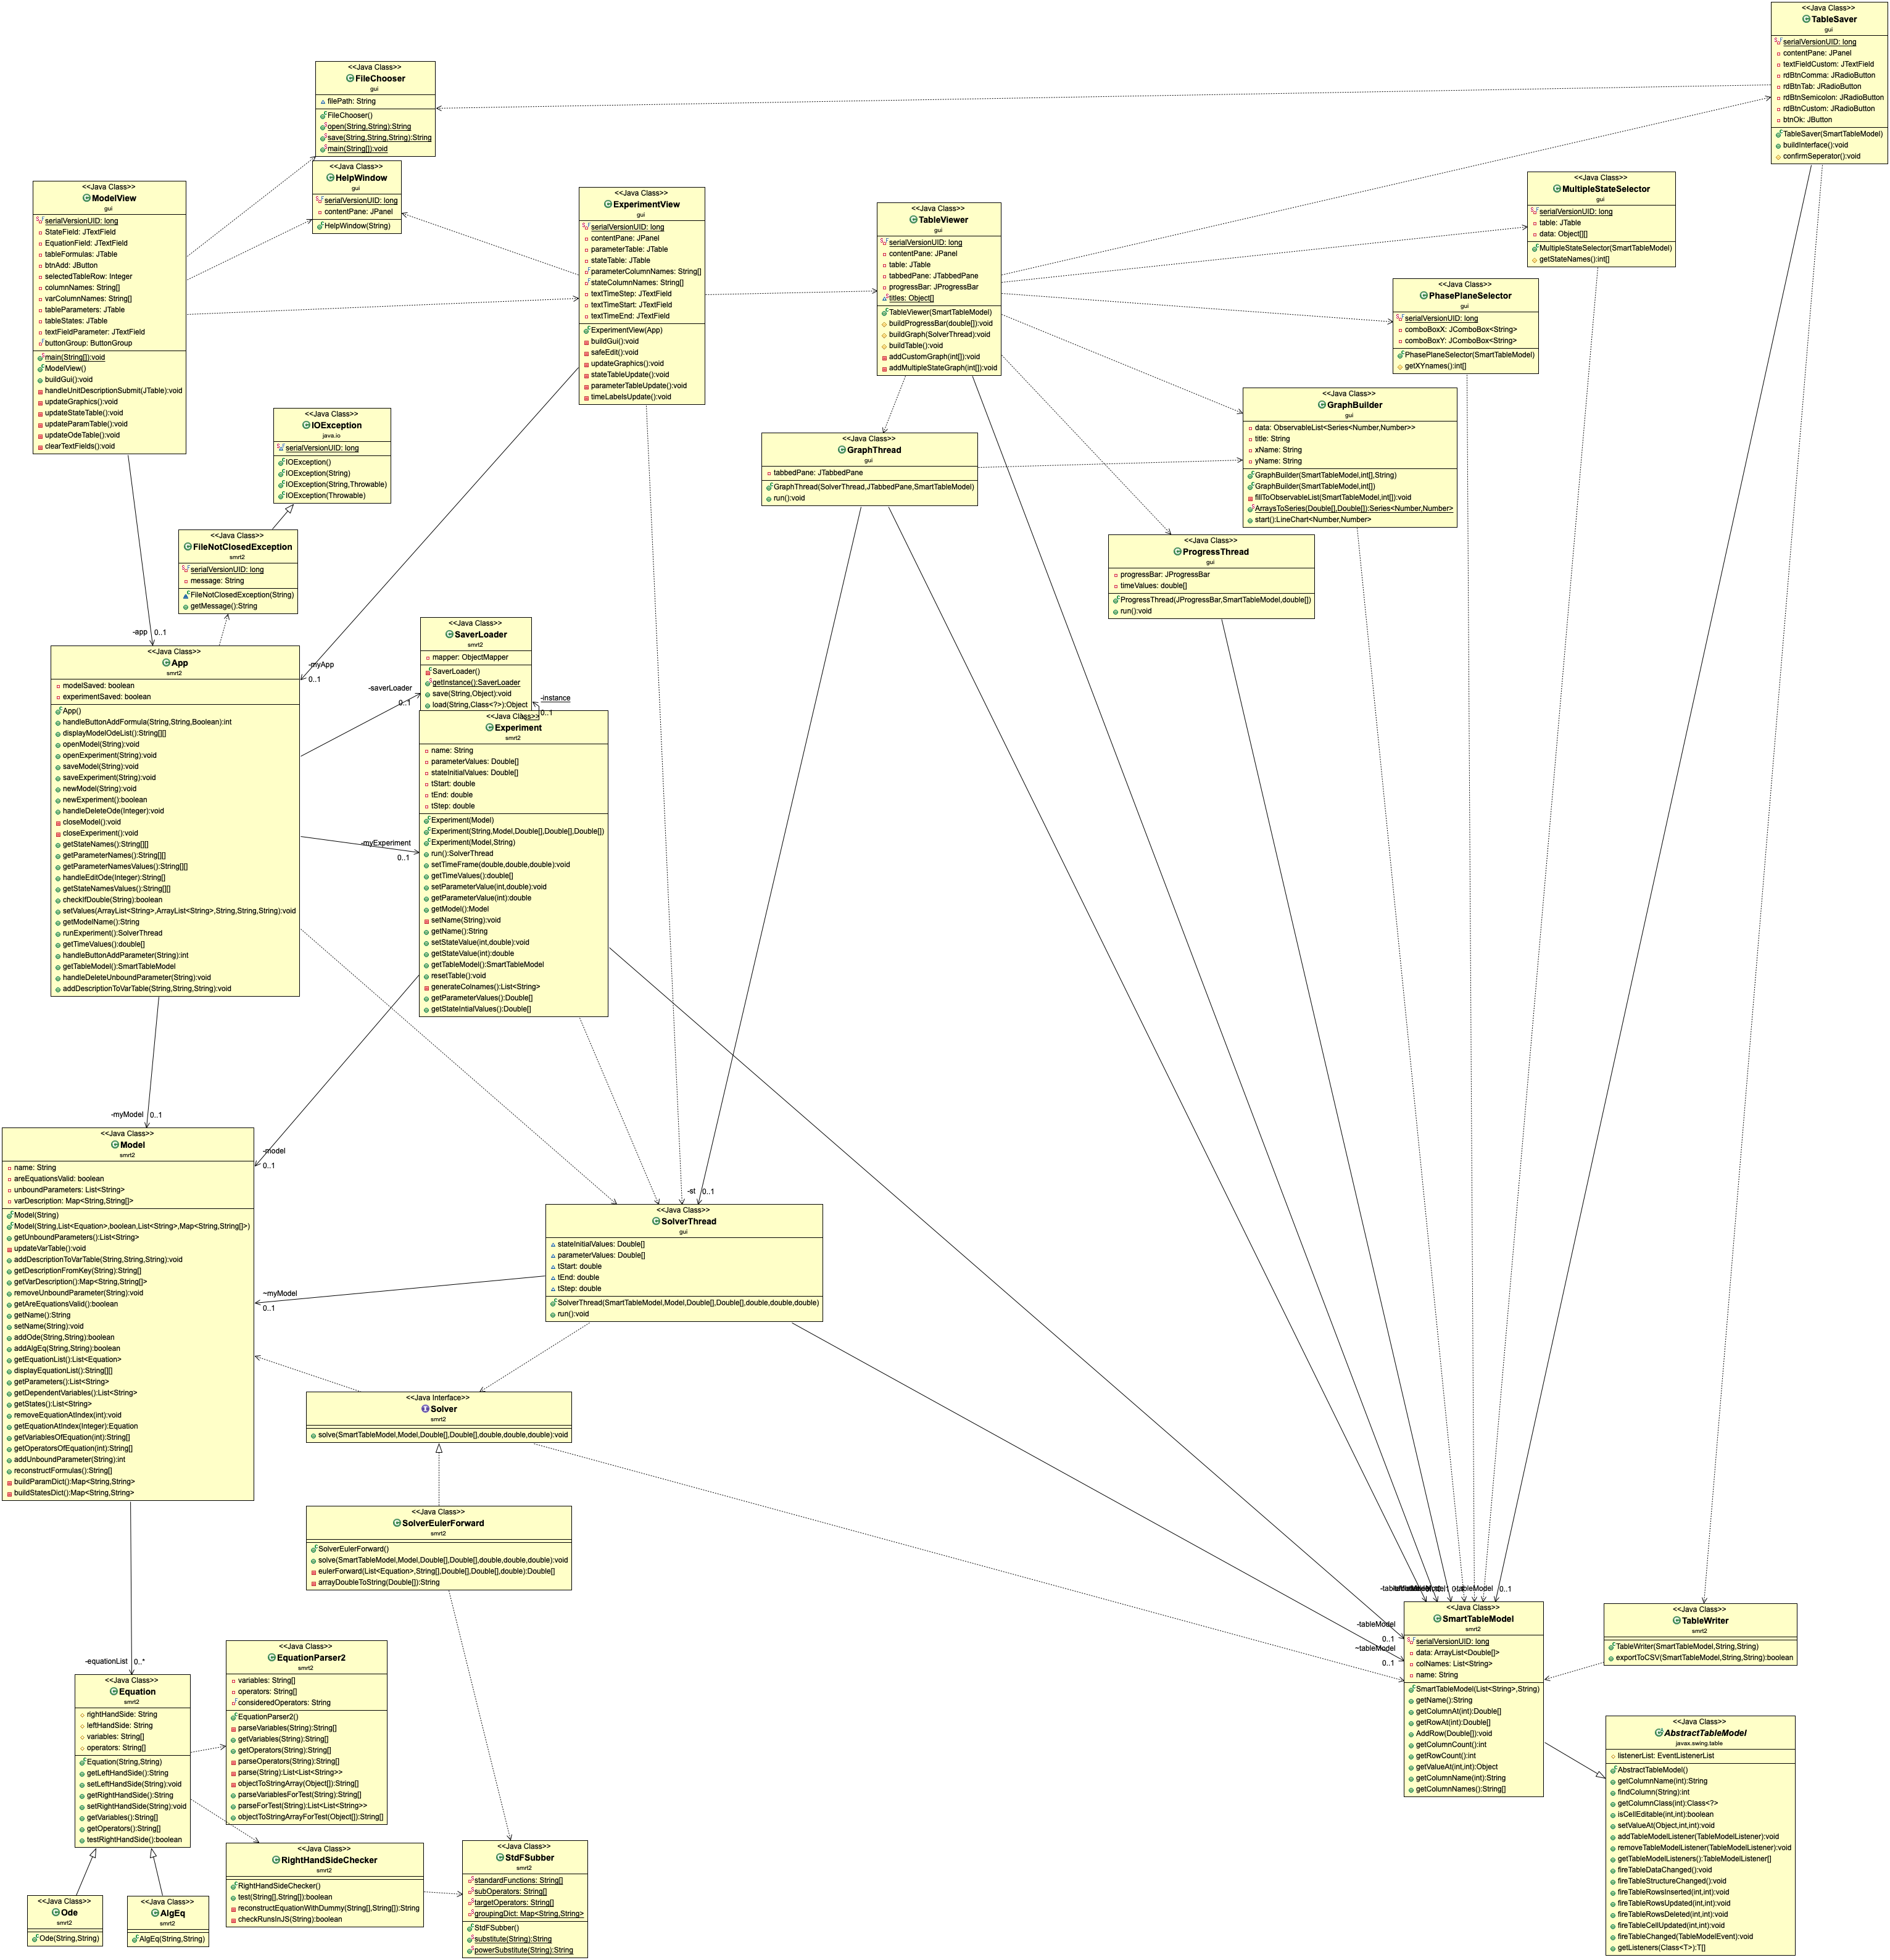 <<Java Class>>
TableSaver
gui
serialVersionUID: long
contentPane: JPanel
textFieldCustom: JTextField
rdBtnComma: JRadioButton
rdBtnTab: JRadioButton
rdBtnSemicolon: JRadioButton
rdBtnCustom: JRadioButton
btnOk: JButton
TableSaver(SmartTableModel)
buildInterface():void
confirmSeperator():void
<<Java Class>>
FileChooser
gui
filePath: String
FileChooser()
open(String,String):String
save(String,String,String):String
main(String[]):void
<<Java Class>>
HelpWindow
gui
serialVersionUID: long
contentPane: JPanel
HelpWindow(String)
<<Java Class>>
ModelView
gui
serialVersionUID: long
StateField: JTextField
EquationField: JTextField
tableFormulas: JTable
btnAdd: JButton
selectedTableRow: Integer
columnNames: String[]
varColumnNames: String[]
tableParameters: JTable
tableStates: JTable
textFieldParameter: JTextField
buttonGroup: ButtonGroup
main(String[]):void
ModelView()
buildGui():void
handleUnitDescriptionSubmit(JTable):void
updateGraphics():void
updateStateTable():void
updateParamTable():void
updateOdeTable():void
clearTextFields():void
<<Java Class>>
ExperimentView
gui
serialVersionUID: long
contentPane: JPanel
parameterTable: JTable
stateTable: JTable
parameterColumnNames: String[]
stateColumnNames: String[]
textTimeStep: JTextField
textTimeStart: JTextField
textTimeEnd: JTextField
ExperimentView(App)
buildGui():void
safeEdit():void
updateGraphics():void
stateTableUpdate():void
parameterTableUpdate():void
timeLabelsUpdate():void
<<Java Class>>
TableViewer
gui
serialVersionUID: long
contentPane: JPanel
table: JTable
tabbedPane: JTabbedPane
progressBar: JProgressBar
titles: Object[]
TableViewer(SmartTableModel)
buildProgressBar(double[]):void
buildGraph(SolverThread):void
buildTable():void
addCustomGraph(int[]):void
addMultipleStateGraph(int[]):void
<<Java Class>>
MultipleStateSelector
gui
serialVersionUID: long
table: JTable
data: Object[][]
MultipleStateSelector(SmartTableModel)
getStateNames():int[]
<<Java Class>>
PhasePlaneSelector
gui
serialVersionUID: long
comboBoxX: JComboBox<String>
comboBoxY: JComboBox<String>
PhasePlaneSelector(SmartTableModel)
getXYnames():int[]
<<Java Class>>
GraphBuilder
gui
data: ObservableList<Series<Number,Number>>
title: String
xName: String
yName: String
GraphBuilder(SmartTableModel,int[],String)
GraphBuilder(SmartTableModel,int[])
fillToObservableList(SmartTableModel,int[]):void
ArraysToSeries(Double[],Double[]):Series<Number,Number>
start():LineChart<Number,Number>
<<Java Class>>
GraphThread
gui
tabbedPane: JTabbedPane
GraphThread(SolverThread,JTabbedPane,SmartTableModel)
run():void
<<Java Class>>
ProgressThread
gui
progressBar: JProgressBar
timeValues: double[]
ProgressThread(JProgressBar,SmartTableModel,double[])
run():void
<<Java Class>>
IOException
java.io
serialVersionUID: long
IOException()
IOException(String)
IOException(String,Throwable)
IOException(Throwable)
<<Java Class>>
FileNotClosedException
smrt2
serialVersionUID: long
message: String
FileNotClosedException(String)
getMessage():String
-app 0..1
<<Java Class>>
App
smrt2
modelSaved: boolean
experimentSaved: boolean
App()
handleButtonAddFormula(String,String,Boolean):int
displayModelOdeList():String[][]
openModel(String):void
openExperiment(String):void
saveModel(String):void
saveExperiment(String):void
newModel(String):void
newExperiment():boolean
handleDeleteOde(Integer):void
closeModel():void
closeExperiment():void
getStateNames():String[][]
getParameterNames():String[][]
getParameterNamesValues():String[][]
handleEditOde(Integer):String[]
getStateNamesValues():String[][]
checkIfDouble(String):boolean
setValues(ArrayList<String>,ArrayList<String>,String,String,String):void
getModelName():String
runExperiment():SolverThread
getTimeValues():double[]
handleButtonAddParameter(String):int
getTableModel():SmartTableModel
handleDeleteUnboundParameter(String):void
addDescriptionToVarTable(String,String,String):void
-myApp
0..1
-saverLoader
0..1
<<Java Class>>
SaverLoader
smrt2
mapper: ObjectMapper
SaverLoader()
getInstance():SaverLoader
save(String,Object):void
load(String,Class<?>):Object
-instance
0..1
-myExperiment
0..1
<<Java Class>>
Experiment
smrt2
name: String
parameterValues: Double[]
stateInitialValues: Double[]
tStart: double
tEnd: double
tStep: double
Experiment(Model)
Experiment(String,Model,Double[],Double[],Double[])
Experiment(Model,String)
run():SolverThread
setTimeFrame(double,double,double):void
getTimeValues():double[]
setParameterValue(int,double):void
getParameterValue(int):double
getModel():Model
setName(String):void
getName():String
setStateValue(int,double):void
getStateValue(int):double
getTableModel():SmartTableModel
resetTable():void
generateColnames():List<String>
getParameterValues():Double[]
getStateIntialValues():Double[]
-myModel 0..1
-model
0..1
<<Java Class>>
Model
smrt2
name: String
areEquationsValid: boolean
unboundParameters: List<String>
varDescription: Map<String,String[]>
Model(String)
Model(String,List<Equation>,boolean,List<String>,Map<String,String[]>)
getUnboundParameters():List<String>
updateVarTable():void
addDescriptionToVarTable(String,String,String):void
getDescriptionFromKey(String):String[]
getVarDescription():Map<String,String[]>
removeUnboundParameter(String):void
getAreEquationsValid():boolean
getName():String
setName(String):void
addOde(String,String):boolean
addAlgEq(String,String):boolean
getEquationList():List<Equation>
displayEquationList():String[][]
getParameters():List<String>
getDependentVariables():List<String>
getStates():List<String>
removeEquationAtIndex(int):void
getEquationAtIndex(Integer):Equation
getVariablesOfEquation(int):String[]
getOperatorsOfEquation(int):String[]
addUnboundParameter(String):int
reconstructFormulas():String[]
buildParamDict():Map<String,String>
buildStatesDict():Map<String,String>
-st 0..1
<<Java Class>>
SolverThread
gui
stateInitialValues: Double[]
parameterValues: Double[]
tStart: double
tEnd: double
tStep: double
SolverThread(SmartTableModel,Model,Double[],Double[],double,double,double)
run():void
~myModel
0..1
<<Java Interface>>
Solver
smrt2
solve(SmartTableModel,Model,Double[],Double[],double,double,double):void
<<Java Class>>
SolverEulerForward
smrt2
SolverEulerForward()
solve(SmartTableModel,Model,Double[],Double[],double,double,double):void
eulerForward(List<Equation>,String[],Double[],Double[],double):Double[]
arrayDoubleToString(Double[]):String
0..1
-tableModel
0..1
~tableModel
0..1
<<Java Class>>
SmartTableModel
smrt2
serialVersionUID: long
data: ArrayList<Double[]>
colNames: List<String>
name: String
SmartTableModel(List<String>,String)
getName():String
getColumnAt(int):Double[]
getRowAt(int):Double[]
AddRow(Double[]):void
getColumnCount():int
getRowCount():int
getValueAt(int,int):Object
getColumnName(int):String
getColumnNames():String[]
<<Java Class>>
TableWriter
smrt2
TableWriter(SmartTableModel,String,String)
exportToCSV(SmartTableModel,String,String):boolean
<<Java Class>>
AbstractTableModel
javax.swing.table
listenerList: EventListenerList
AbstractTableModel()
getColumnName(int):String
findColumn(String):int
getColumnClass(int):Class<?>
isCellEditable(int,int):boolean
setValueAt(Object,int,int):void
addTableModelListener(TableModelListener):void
removeTableModelListener(TableModelListener):void
getTableModelListeners():TableModelListener[]
fireTableDataChanged():void
fireTableStructureChanged():void
fireTableRowsInserted(int,int):void
fireTableRowsUpdated(int,int):void
fireTableRowsDeleted(int,int):void
fireTableCellUpdated(int,int):void
fireTableChanged(TableModelEvent):void
getListeners(Class<T>):T[]
-equationList 0..*
<<Java Class>>
Equation
smrt2
rightHandSide: String
leftHandSide: String
variables: String[]
operators: String[]
Equation(String,String)
getLeftHandSide():String
setLeftHandSide(String):void
getRightHandSide():String
setRightHandSide(String):void
getVariables():String[]
getOperators():String[]
testRightHandSide():boolean
<<Java Class>>
EquationParser2
smrt2
variables: String[]
operators: String[]
consideredOperators: String
EquationParser2()
parseVariables(String):String[]
getVariables(String):String[]
getOperators(String):String[]
parseOperators(String):String[]
parse(String):List<List<String>>
objectToStringArray(Object[]):String[]
parseVariablesForTest(String):String[]
parseForTest(String):List<List<String>>
objectToStringArrayForTest(Object[]):String[]
<<Java Class>>
RightHandSideChecker
smrt2
RightHandSideChecker()
test(String[],String[]):boolean
reconstructEquationWithDummy(String[],String[]):String
checkRunsInJS(String):boolean
<<Java Class>>
StdFSubber
smrt2
standardFunctions: String[]
subOperators: String[]
targetOperators: String[]
groupingDict: Map<String,String>
StdFSubber()
substitute(String):String
powerSubstitute(String):String
<<Java Class>>
Ode
smrt2
Ode(String,String)
<<Java Class>>
AlgEq
smrt2
AlgEq(String,String)